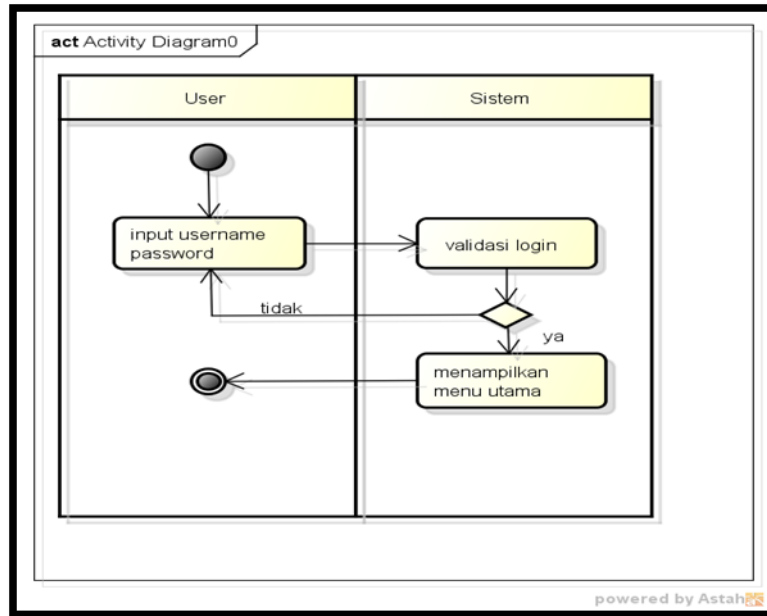 act Activity Diagram0
User
Sistem
input username
password
validasi login
tidak
ya
menampilkan
menu utama
powered by Astah